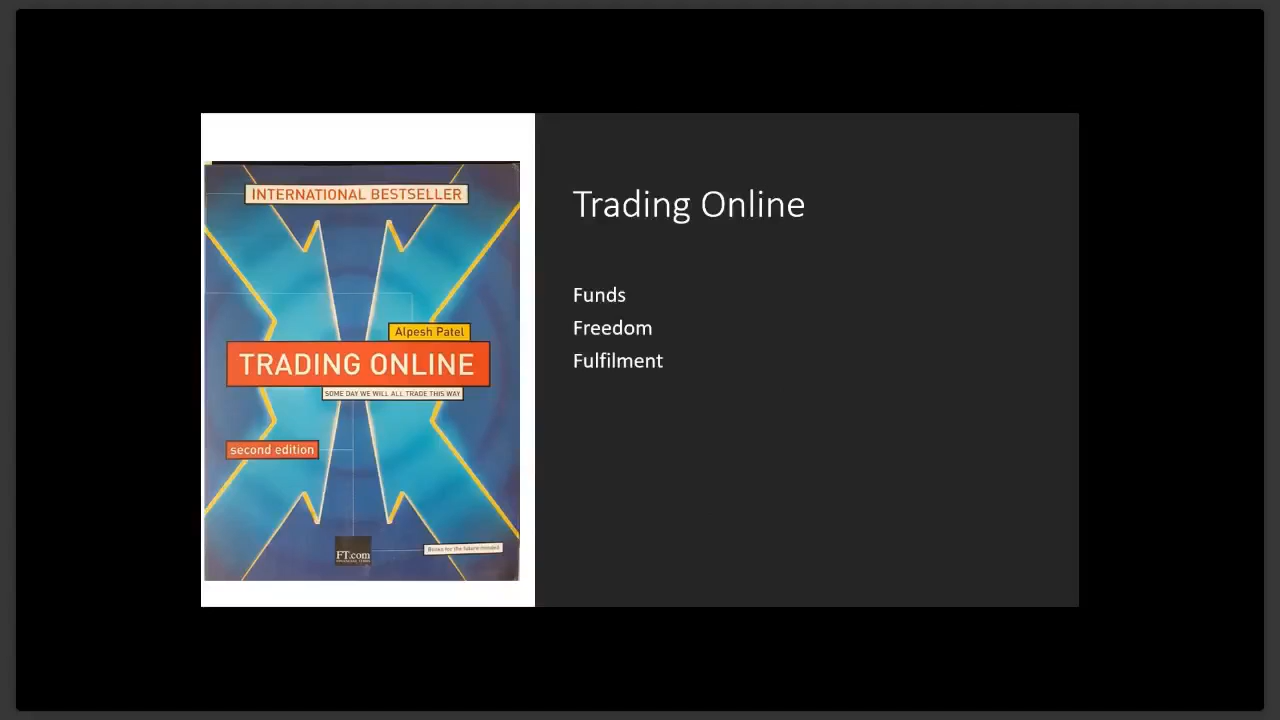 INTERNATIONAL BESTSELLER
Alpesh Patel
TRADING ONLINE
SOME DAY WE WILL ALL TRADE THIS WAY
second edition
FT.com
Books for the future minded
Trading Online
Funds
Freedom
Fulfilment